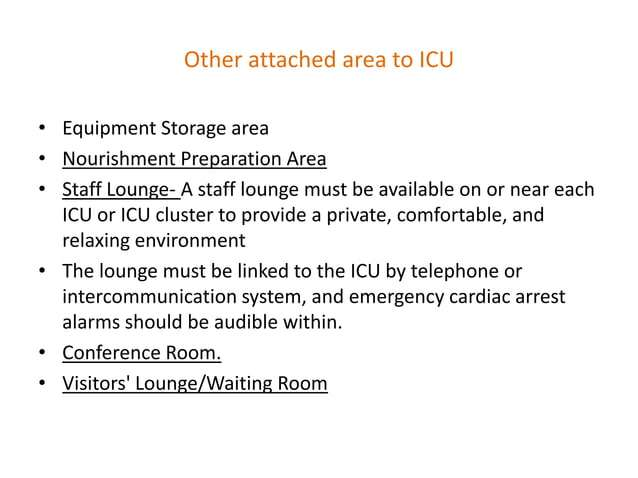 Other attached area to ICU
• Equipment Storage area
• Nourishment Preparation Area
• Staff Lounge- A staff lounge must be available on or near each
ICU or ICU cluster to provide a private, comfortable, and
relaxing environment
• The lounge must be linked to the ICU by telephone or
intercommunication system, and emergency cardiac arrest
alarms should be audible within.
• Conference Room.
• Visitors' Lounge/Waiting Room